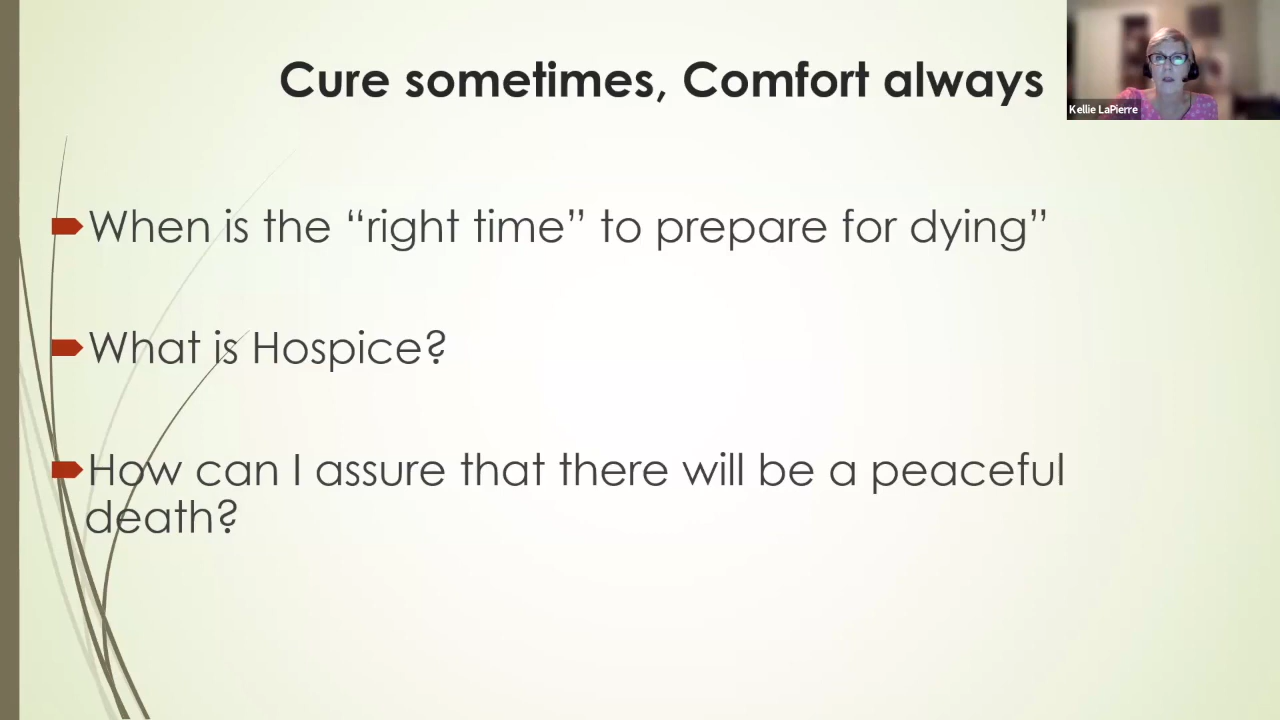 Cure sometimes, Comfort always
Kellie LaPierre
When is the “right time” to prepare for dying”
What is Hospice?
How can I assure that there will be a peaceful
death?